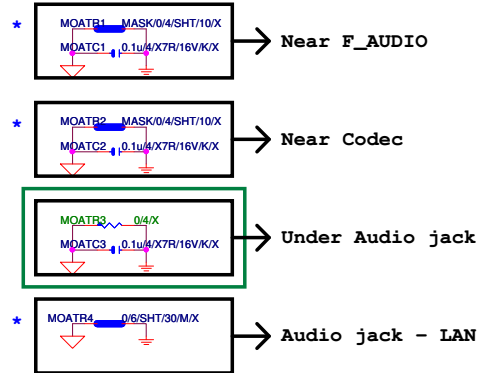 * MOATR1 MASK/0/4/SHT/10/X
MOATC1 0.1u/4/X7R/16V/K/X
Near F_AUDIO
* MOATR2 MASK/0/4/SHT/10/X
MOATC2 0.1u/4/X7R/16V/K/X
Near Codec
MOATR3 0/4/X
MOATC3 0.1u/4/X7R/16V/K/X
Under Audio jack
* MOATR4 0/6/SHT/30/M/X
Audio jack - LAN